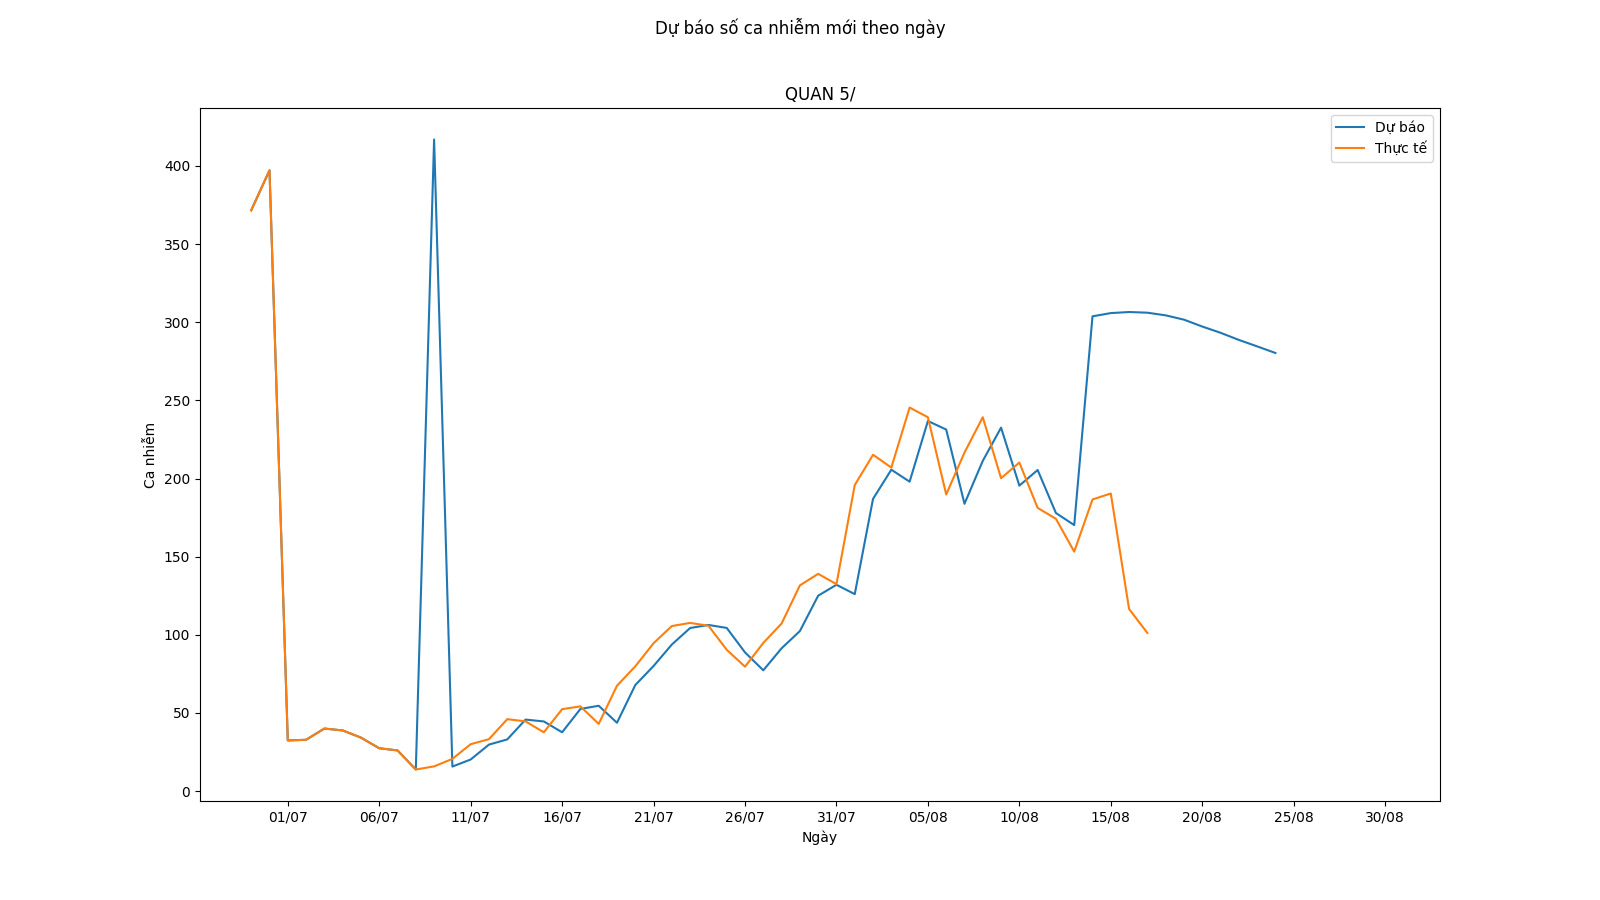 Dự báo số ca nhiễm mới theo ngày
QUAN 5/
Dự báo
Thực tế
400
350
300
250
200
150
100
50
0
Ca nhiễm
01/07 06/07 11/07 16/07 21/07 26/07 31/07 05/08 10/08 15/08 20/08 25/08 30/08
Ngày